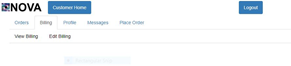 NOVA Customer Home Logout
Orders Billing Profile Messages Place Order
View Billing Edit Billing